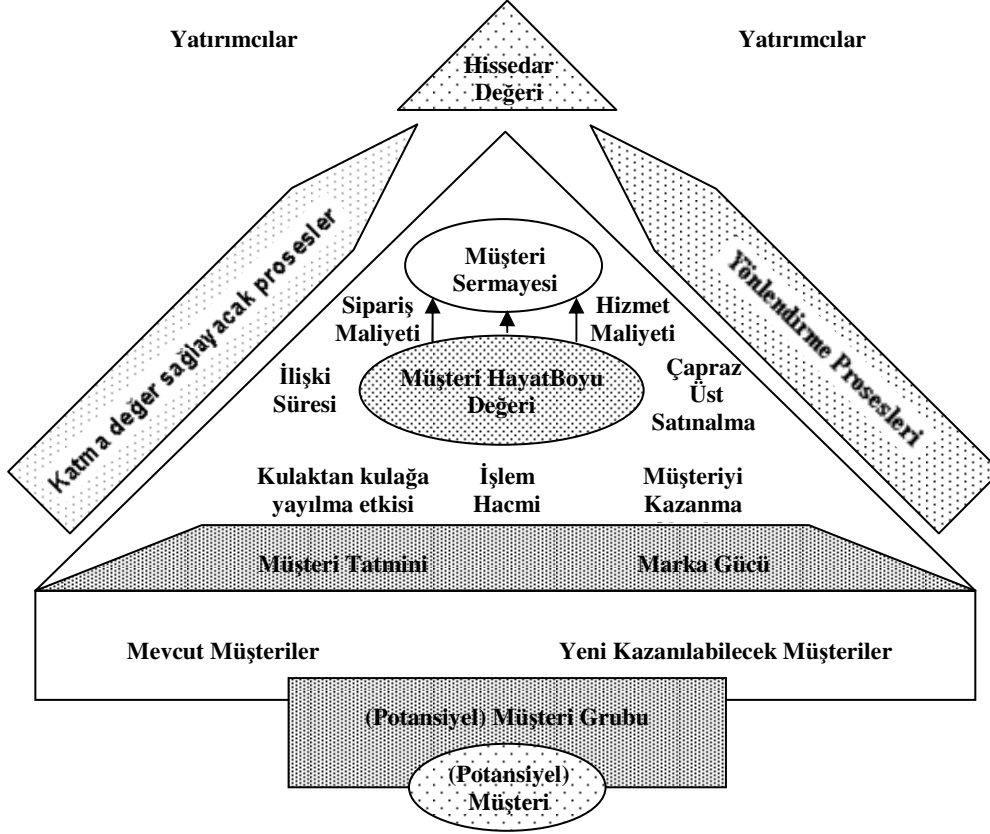 Yatırımcılar
Yatırımcılar
Hissedar
Değeri
Katma değer sağlayacak prosesler
Yönlendirme Prosesleri
Müşteri
Sermayesi
Sipariş
Maliyeti
Hizmet
Maliyeti
İlişki
Süresi
Müşteri HayatBoyu
Değeri
Çapraz
Üst
Satınalma
Kulaktan kulağa
yayılma etkisi
İşlem
Hacmi
Müşteriyi
Kazanma
Müşteri Tatmini
Marka Gücü
Mevcut Müşteriler
Yeni Kazanılabilecek Müşteriler
(Potansiyel) Müşteri Grubu
(Potansiyel)
Müşteri